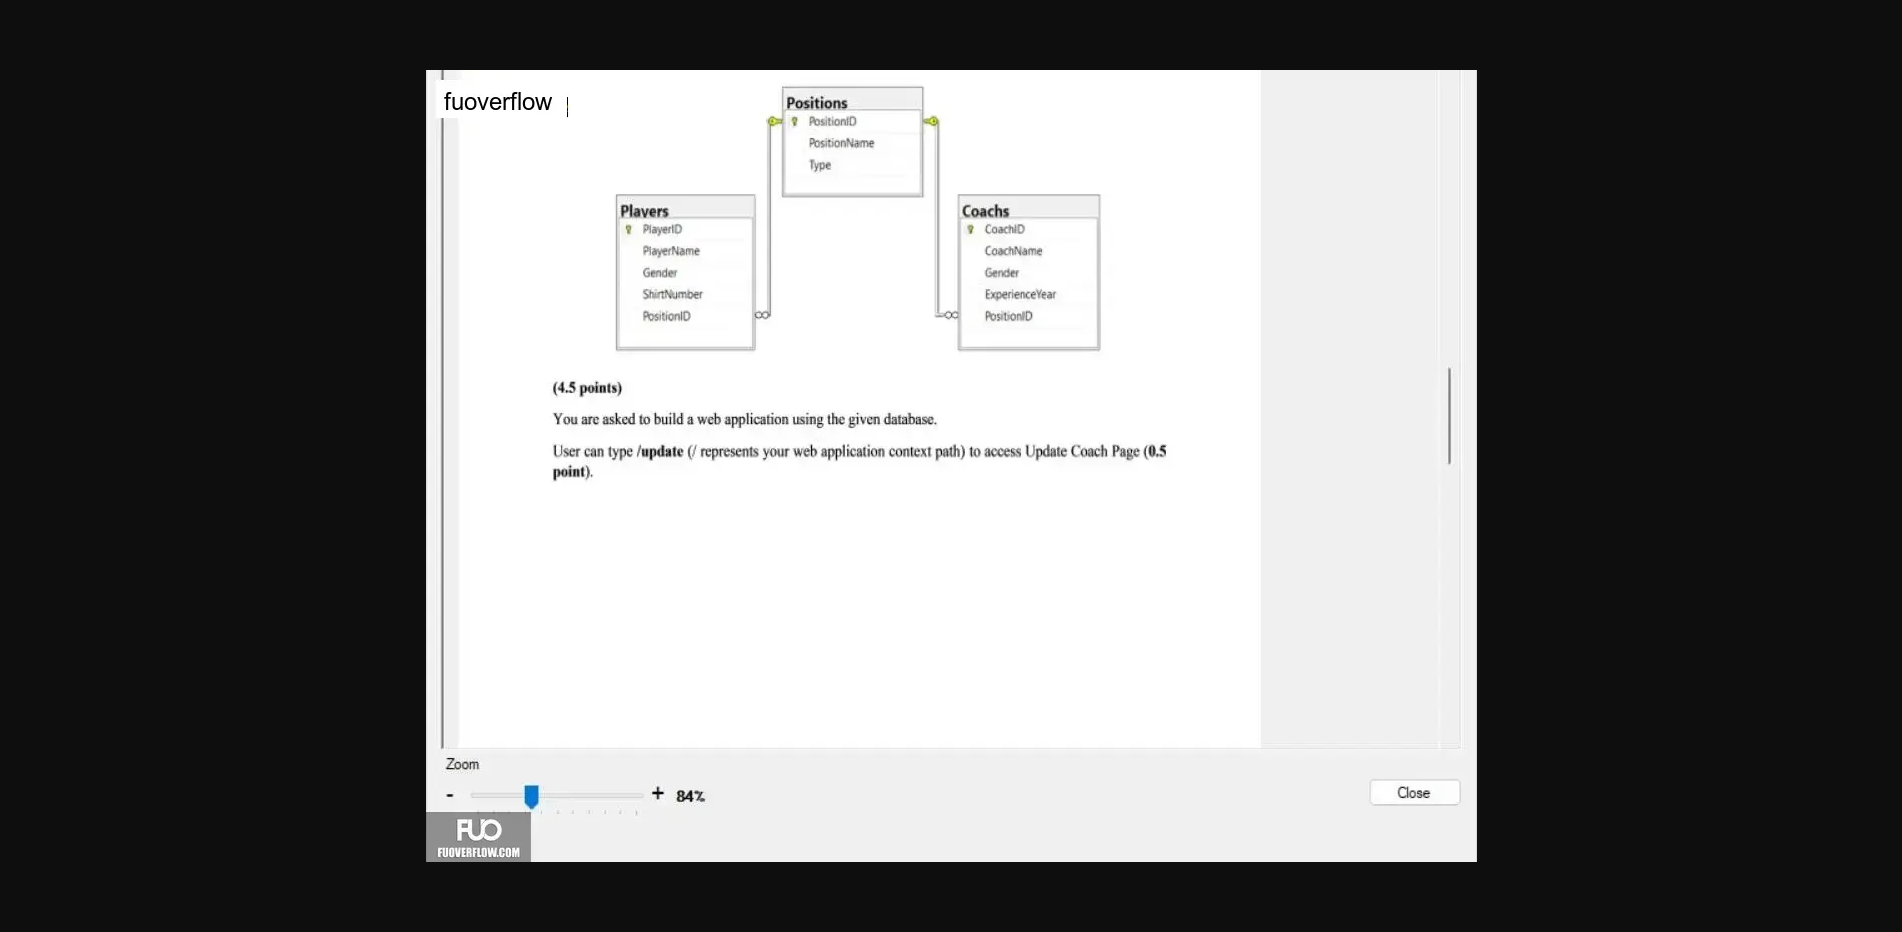 fuoverflow
Positions
PositionID
PositionName
Type
Players
PlayerID
PlayerName
Gender
ShirtNumber
PositionID
Coachs
CoachID
CoachName
Gender
ExperienceYear
PositionID
(4.5 points)
You are asked to build a web application using the given database.
User can type /update (/ represents your web application context path) to access Update Coach Page (0.5
point).
Zoom
- + 84%
Close
FUO
FUOVERFLOW.COM